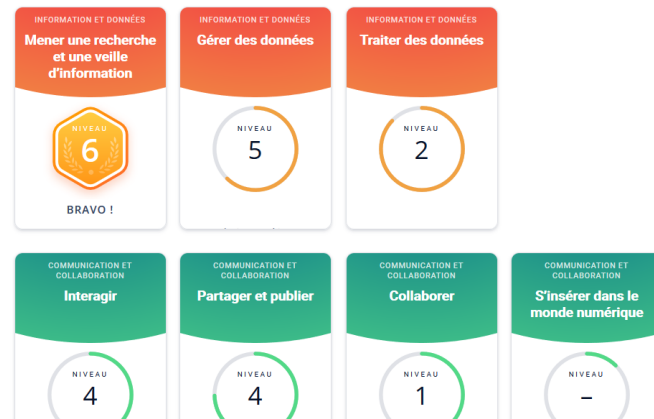 INFORMATION ET DONNÉES
Mener une recherche
et une veille
d'information
NIVEAU
6
BRAVO !
INFORMATION ET DONNÉES
Gérer des données
NIVEAU
5
INFORMATION ET DONNÉES
Traiter des données
NIVEAU
2
COMMUNICATION ET
COLLABORATION
Interagir
NIVEAU
4
COMMUNICATION ET
COLLABORATION
Partager et publier
NIVEAU
4
COMMUNICATION ET
COLLABORATION
Collaborer
NIVEAU
1
COMMUNICATION ET
COLLABORATION
S'insérer dans le
monde numérique
NIVEAU
–